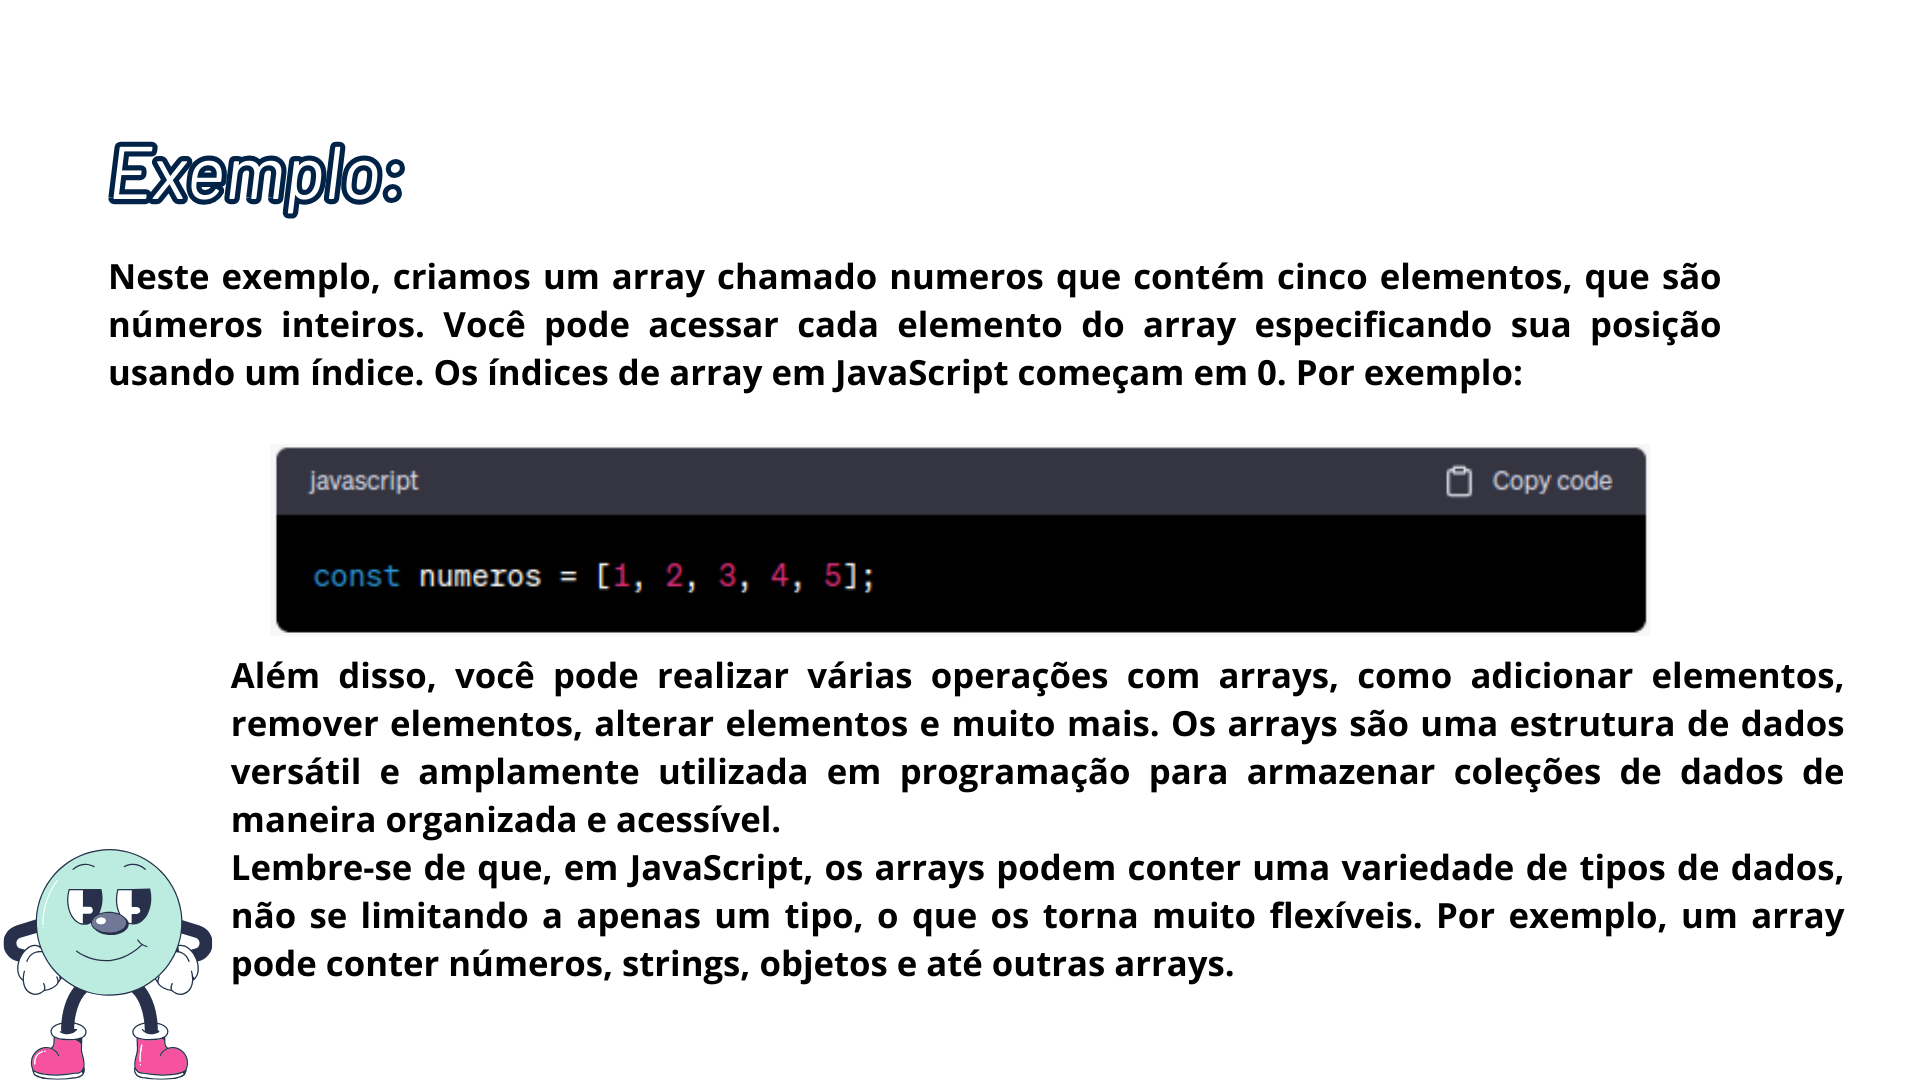 Exemplo:
Neste exemplo, criamos um array chamado numeros que contém cinco elementos, que são
números inteiros. Você pode acessar cada elemento do array especificando sua posição
usando um índice. Os índices de array em JavaScript começam em 0. Por exemplo:
javascript Copy code
const numeros = [1, 2, 3, 4, 5];
Além disso, você pode realizar várias operações com arrays, como adicionar elementos,
remover elementos, alterar elementos e muito mais. Os arrays são uma estrutura de dados
versátil e amplamente utilizada em programação para armazenar coleções de dados de
maneira organizada e acessível.
Lembre-se de que, em JavaScript, os arrays podem conter uma variedade de tipos de dados,
não se limitando a apenas um tipo, o que os torna muito flexíveis. Por exemplo, um array
pode conter números, strings, objetos e até outras arrays.